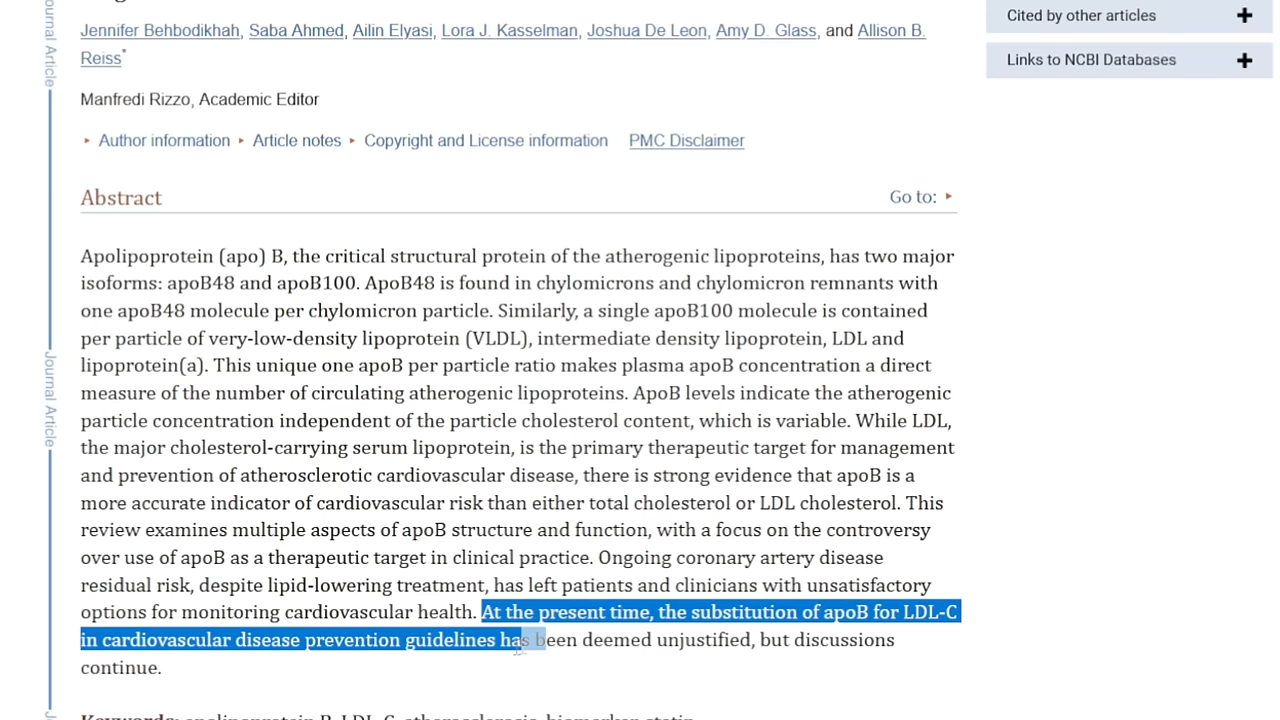 Jennifer Behbodikhah, Saba Ahmed, Ailin Elyasi, Lora J. Kasselman, Joshua De Leon, Amy D. Glass, and Allison B.
Reiss*
Manfredi Rizzo, Academic Editor
▸ Author information ▸ Article notes ▸ Copyright and License information PMC Disclaimer
Abstract
Go to: ▸
Apolipoprotein (apo) B, the critical structural protein of the atherogenic lipoproteins, has two major
isoforms: apoB48 and apoB100. ApoB48 is found in chylomicrons and chylomicron remnants with
one apoB48 molecule per chylomicron particle. Similarly, a single apoB100 molecule is contained
per particle of very-low-density lipoprotein (VLDL), intermediate density lipoprotein, LDL and
lipoprotein(a). This unique one apoB per particle ratio makes plasma apoB concentration a direct
measure of the number of circulating atherogenic lipoproteins. ApoB levels indicate the atherogenic
particle concentration independent of the particle cholesterol content, which is variable. While LDL,
the major cholesterol-carrying serum lipoprotein, is the primary therapeutic target for management
and prevention of atherosclerotic cardiovascular disease, there is strong evidence that apoB is a
more accurate indicator of cardiovascular risk than either total cholesterol or LDL cholesterol. This
review examines multiple aspects of apoB structure and function, with a focus on the controversy
over use of apoB as a therapeutic target in clinical practice. Ongoing coronary artery disease
residual risk, despite lipid-lowering treatment, has left patients and clinicians with unsatisfactory
options for monitoring cardiovascular health. At the present time, the substitution of apoB for LDL-C
in cardiovascular disease prevention guidelines has been deemed unjustified, but discussions
continue.
Keywords: apolipoprotein B, LDL-C, atherosclerosis, biomarker, statin
Cited by other articles +
Links to NCBI Databases +
Journal Article
Journal Article